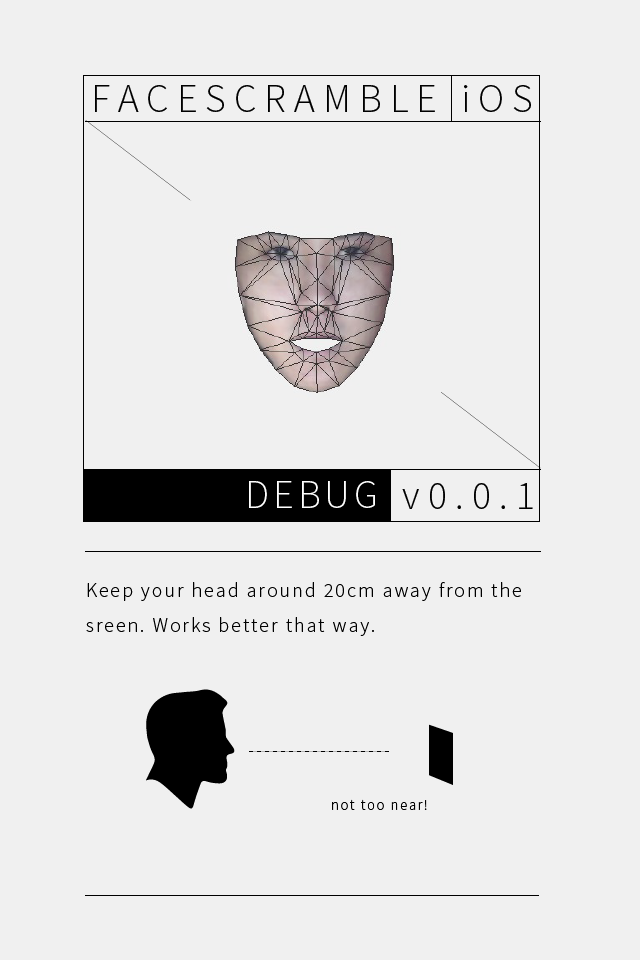 FACESCRAMBLE iOS
DEBUG v0.0.1
Keep your head around 20cm away from the
sreen. Works better that way.
not too near!